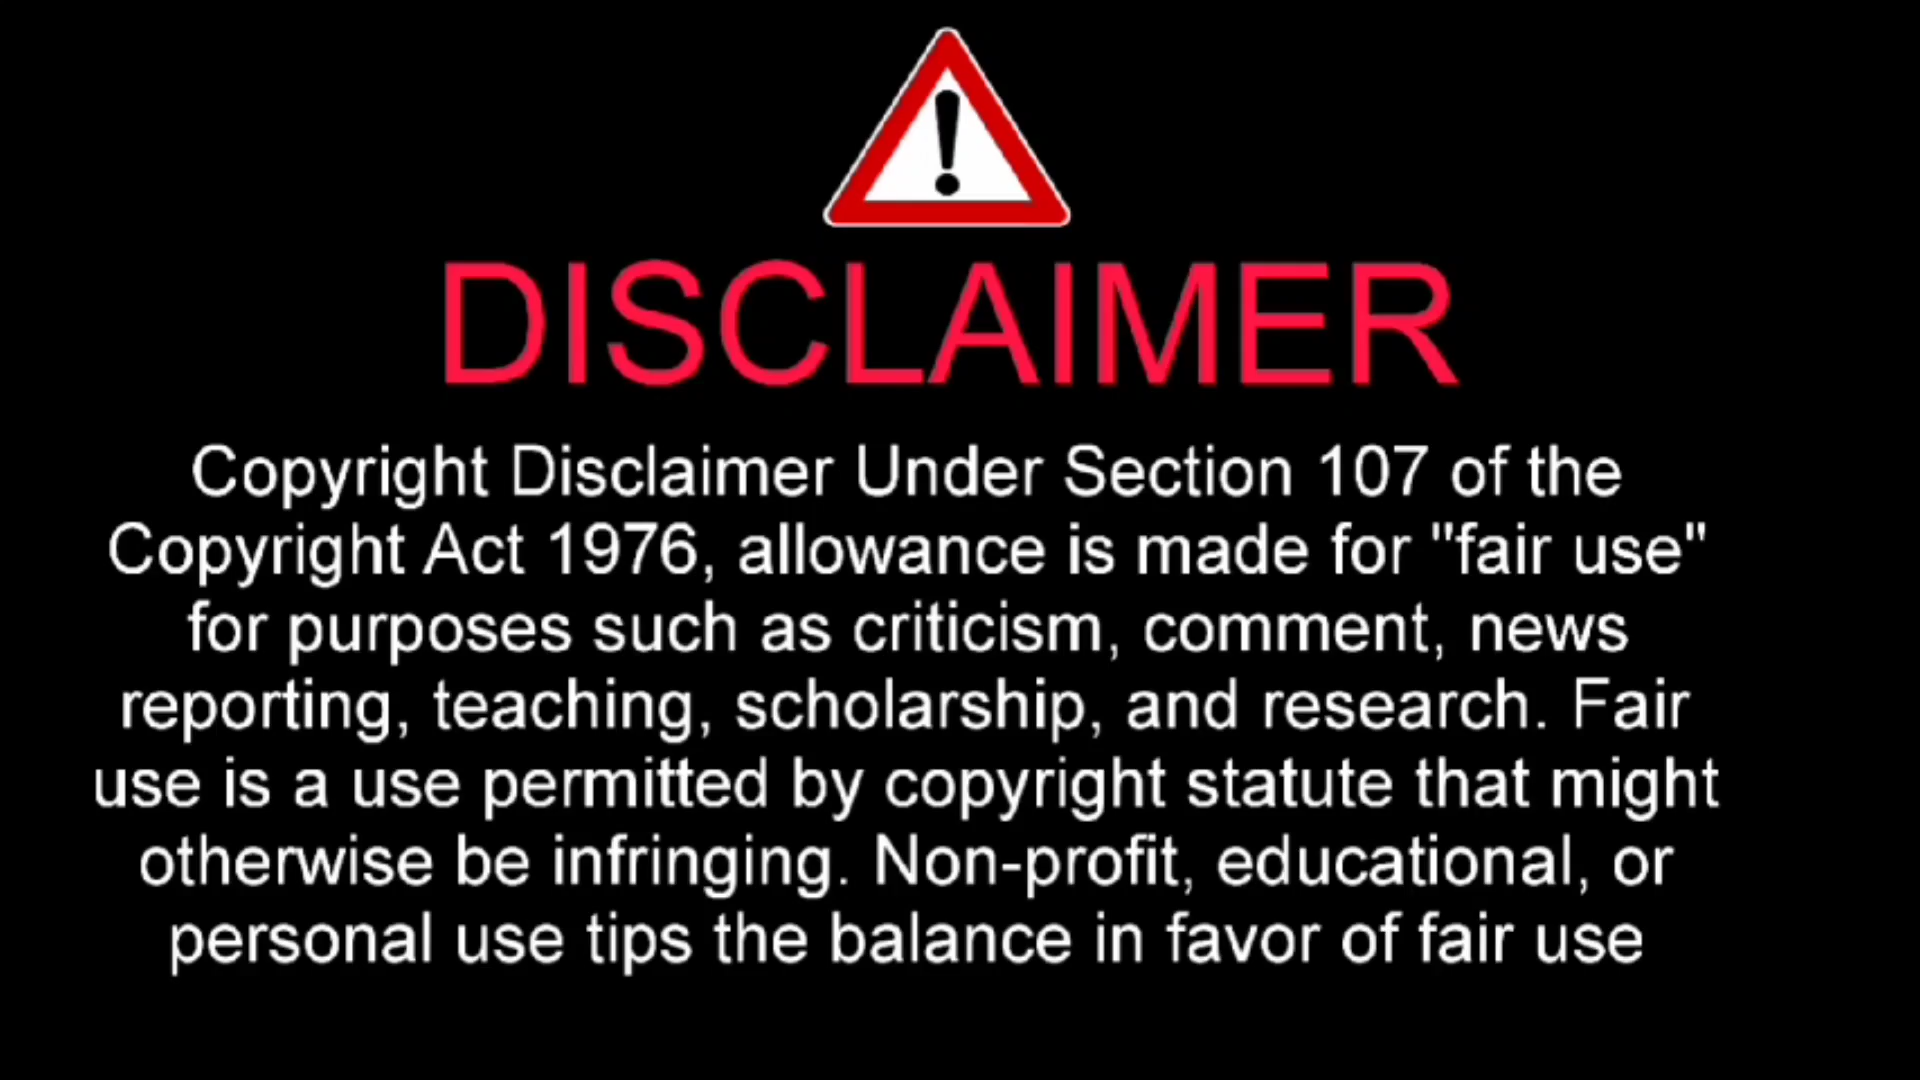 DISCLAIMER
Copyright Disclaimer Under Section 107 of the
Copyright Act 1976, allowance is made for "fair use"
for purposes such as criticism, comment, news
reporting, teaching, scholarship, and research. Fair
use is a use permitted by copyright statute that might
otherwise be infringing. Non-profit, educational, or
personal use tips the balance in favor of fair use